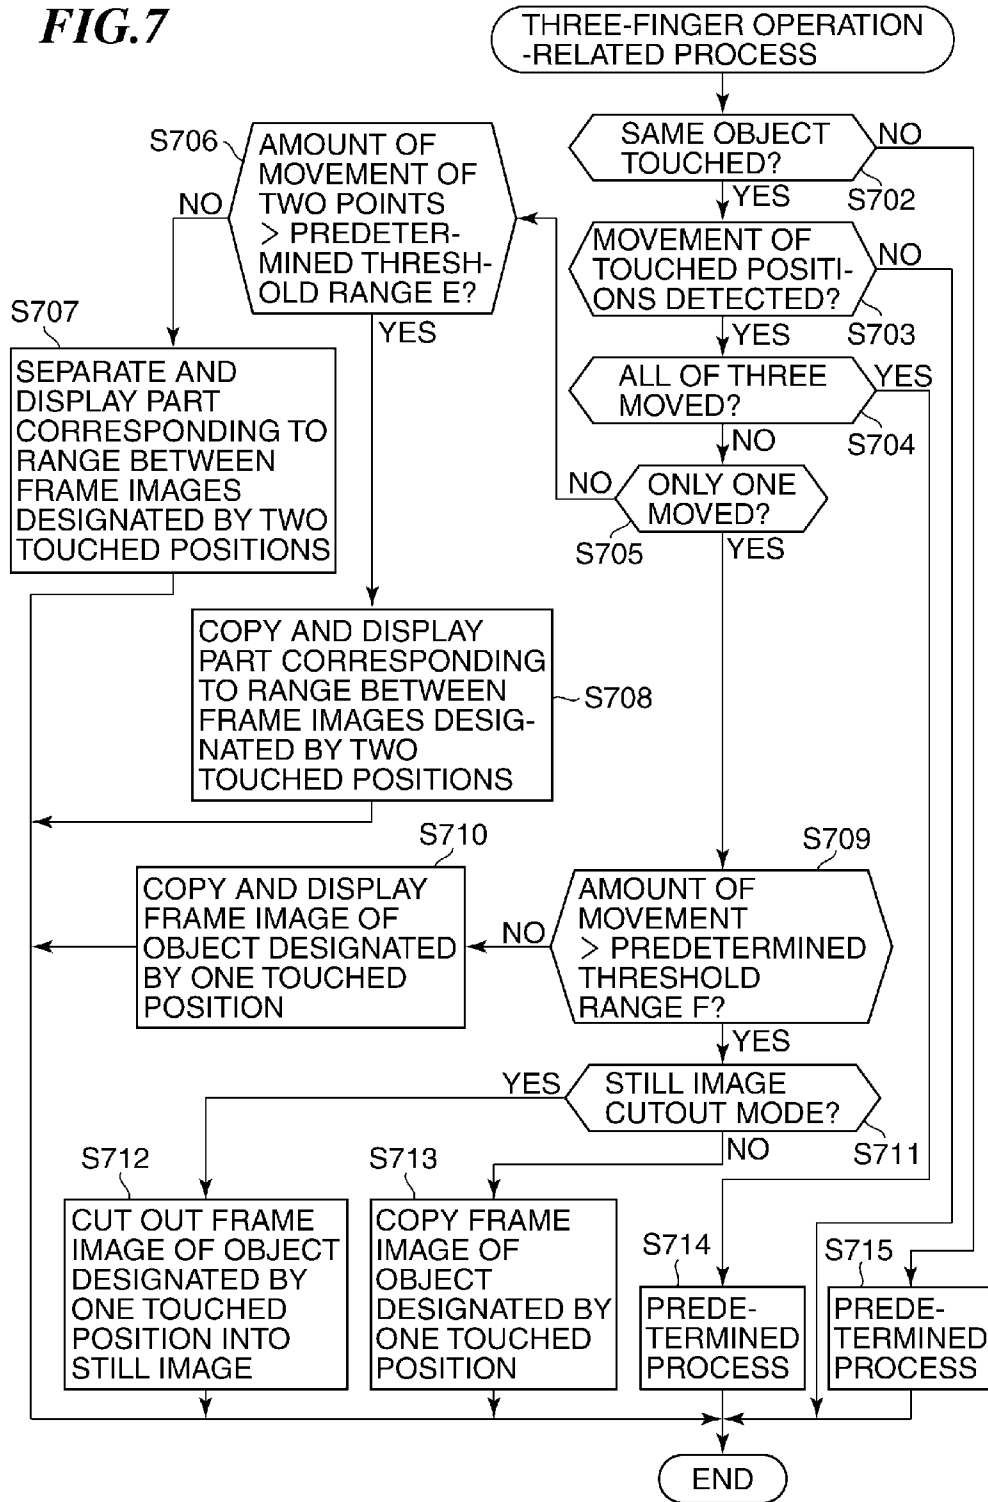 FIG.7
THREE-FINGER OPERATION
-RELATED PROCESS
SAME OBJECT
TOUCHED?
NO
S702
YES
MOVEMENT OF
TOUCHED POSITI-
ONS DETECTED?
NO
S703
YES
ALL OF THREE
MOVED?
YES
S704
NO
ONLY ONE
MOVED?
NO
S705
YES
S706
AMOUNT OF
MOVEMENT OF
TWO POINTS
> PREDETER-
MINED THRESH-
OLD RANGE E?
NO
YES
S707
SEPARATE AND
DISPLAY PART
CORRESPONDING TO
RANGE BETWEEN
FRAME IMAGES
DESIGNATED BY TWO
TOUCHED POSITIONS
COPY AND DISPLAY
PART CORRESPONDING
TO RANGE BETWEEN
FRAME IMAGES DESIG-
NATED BY TWO
TOUCHED POSITIONS
S708
S709
AMOUNT OF
MOVEMENT
> PREDETERMINED
THRESHOLD
RANGE F?
NO
YES
S710
COPY AND DISPLAY
FRAME IMAGE OF
OBJECT DESIGNATED
BY ONE TOUCHED
POSITION
STILL IMAGE
CUTOUT MODE?
YES
S711
NO
S712
CUT OUT FRAME
IMAGE OF OBJECT
DESIGNATED BY
ONE TOUCHED
POSITION INTO
STILL IMAGE
S713
COPY FRAME
IMAGE OF
OBJECT
DESIGNATED BY
ONE TOUCHED
POSITION
S714
PREDE-
TERMINED
PROCESS
S715
PREDE-
TERMINED
PROCESS
END